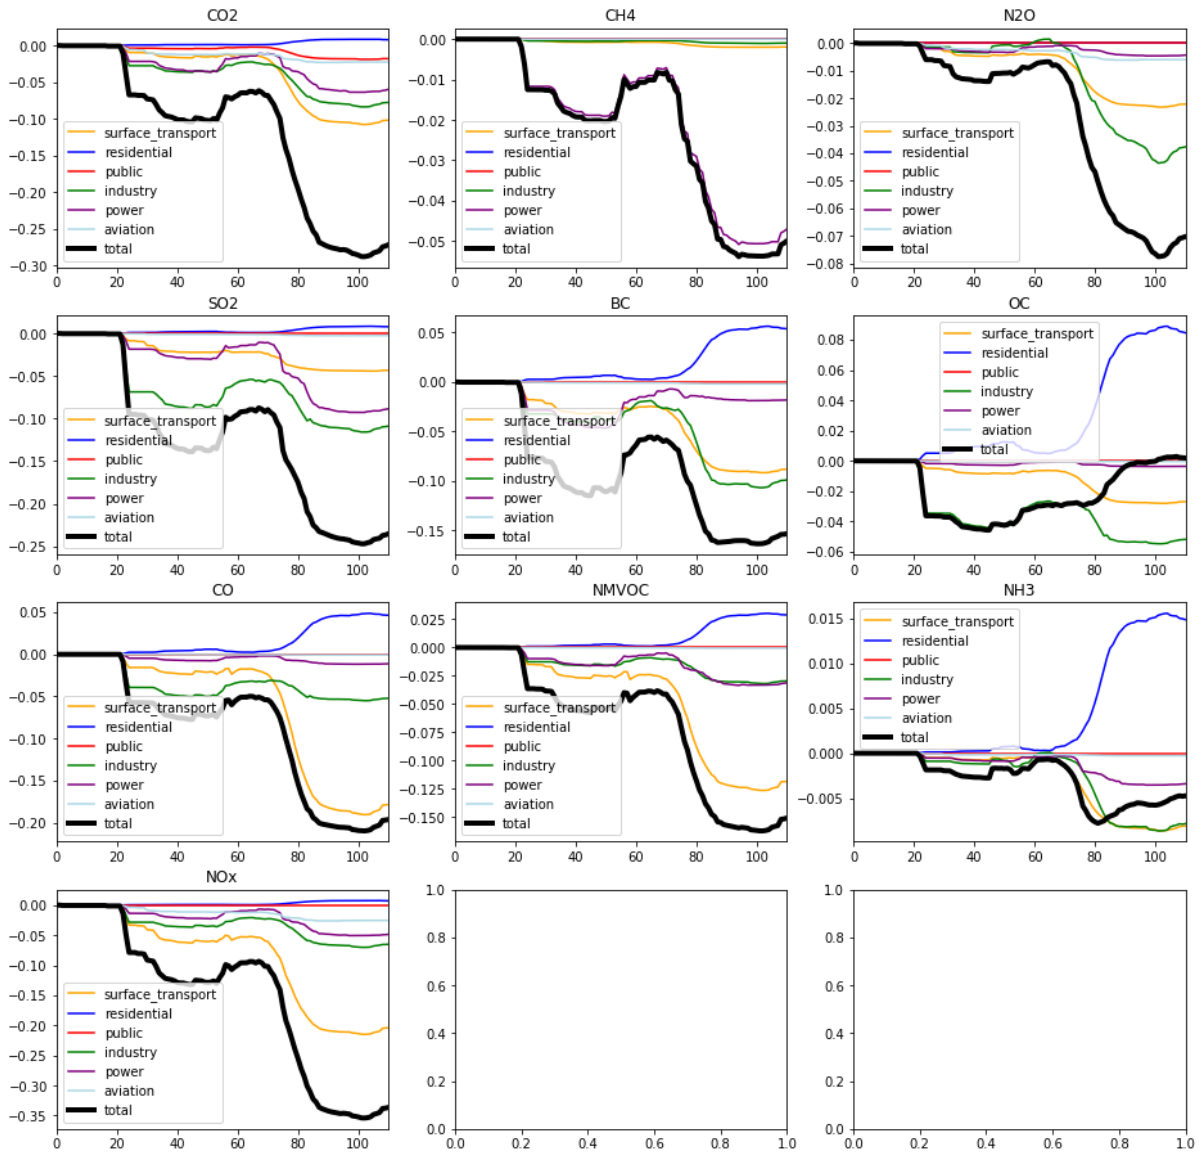 CO2
0.00
−0.05
−0.10
−0.15
−0.20
−0.25
−0.30
surface_transport
residential
public
industry
power
aviation
total
0 20 40 60 80 100
CH4
0.00
−0.01
−0.02
−0.03
−0.04
−0.05
surface_transport
residential
public
industry
power
aviation
total
0 20 40 60 80 100
N2O
0.00
−0.01
−0.02
−0.03
−0.04
−0.05
−0.06
−0.07
−0.08
surface_transport
residential
public
industry
power
aviation
total
0 20 40 60 80 100
SO2
0.00
−0.05
−0.10
−0.15
−0.20
−0.25
surface_transport
residential
public
industry
power
aviation
total
0 20 40 60 80 100
BC
0.05
0.00
−0.05
−0.10
−0.15
surface_transport
residential
public
industry
power
aviation
total
0 20 40 60 80 100
OC
0.08
0.06
0.04
0.02
0.00
−0.02
−0.04
−0.06
surface_transport
residential
public
industry
power
aviation
total
0 20 40 60 80 100
CO
0.05
0.00
−0.05
−0.10
−0.15
−0.20
surface_transport
residential
public
industry
power
aviation
total
0 20 40 60 80 100
NMVOC
0.025
0.000
−0.025
−0.050
−0.075
−0.100
−0.125
−0.150
surface_transport
residential
public
industry
power
aviation
total
0 20 40 60 80 100
NH3
0.015
0.010
0.005
0.000
−0.005
surface_transport
residential
public
industry
power
aviation
total
0 20 40 60 80 100
NOx
0.00
−0.05
−0.10
−0.15
−0.20
−0.25
−0.30
−0.35
surface_transport
residential
public
industry
power
aviation
total
0 20 40 60 80 100
1.0
0.8
0.6
0.4
0.2
0.0
0.0 0.2 0.4 0.6 0.8 1.0
1.0
0.8
0.6
0.4
0.2
0.0
0.0 0.2 0.4 0.6 0.8 1.0